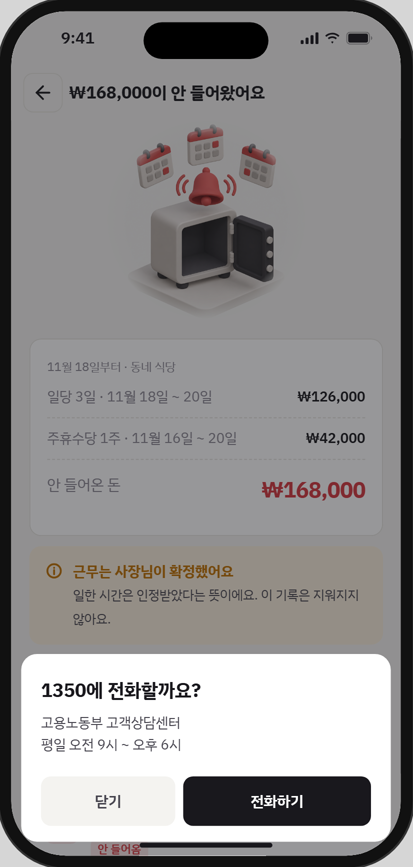 9:41
₩168,000이 안 들어왔어요
11월 18일부터 · 동네 식당
일당 3일 · 11월 18일 ~ 20일 ₩126,000
주휴수당 1주 · 11월 16일 ~ 20일 ₩42,000
안 들어온 돈 ₩168,000
근무는 사장님이 확정했어요
일한 시간은 인정받았다는 뜻이에요. 이 기록은 지워지지
않아요.
1350에 전화할까요?
고용노동부 고객상담센터
평일 오전 9시 ~ 오후 6시
닫기 전화하기
안 들어옴